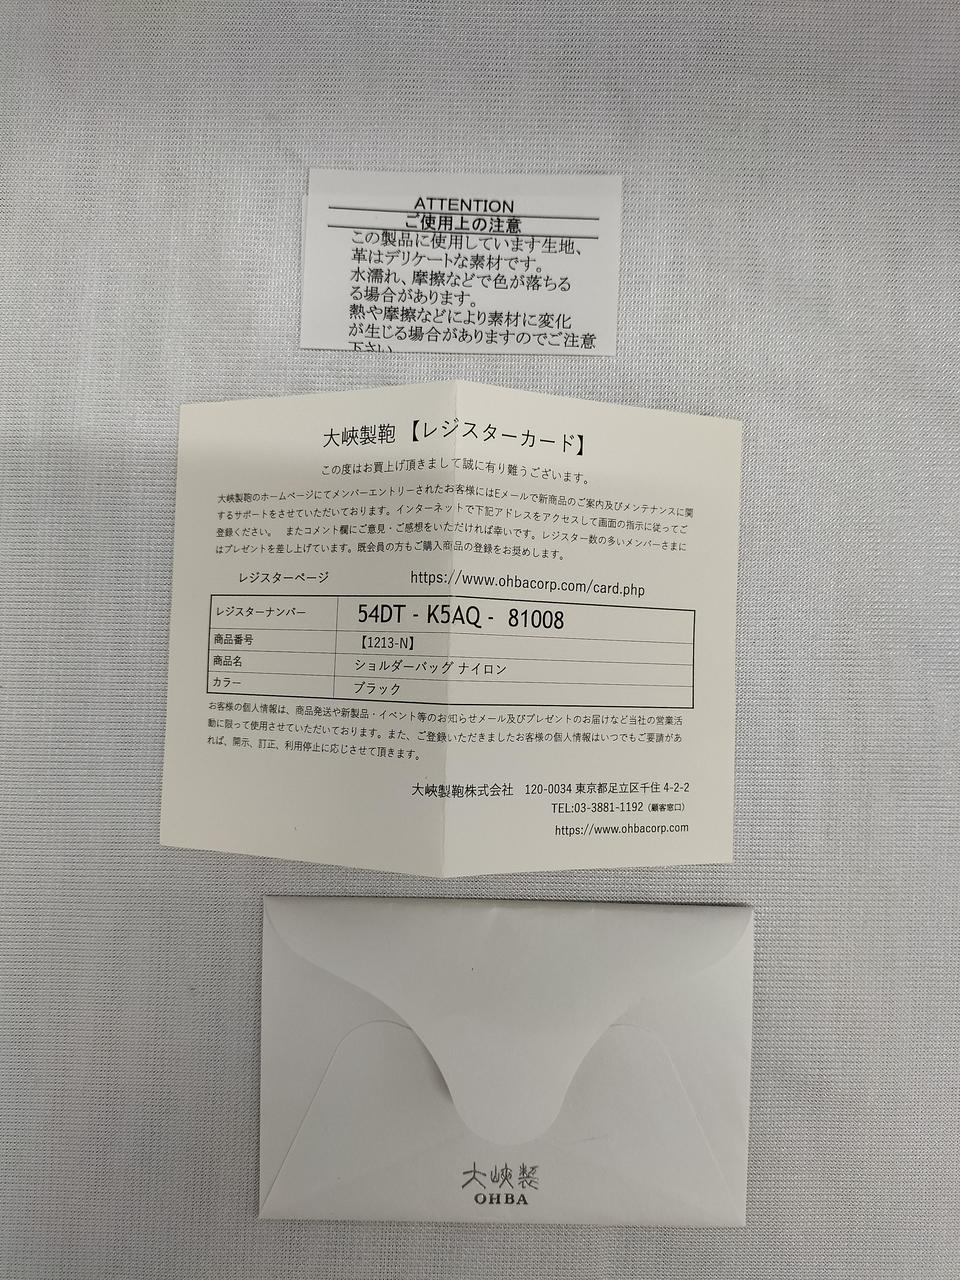 ATTENTION
ご使用上の注意
この製品に使用しています生地、
革はデリケートな素材です。
水濡れ、摩擦などで色が落ちる
る場合があります。
熱や摩擦などにより素材に変化
が生じる場合がありますのでご注意
下さい
大峽製鞄【レジスターカード】
この度はお買上げ頂きまして誠に有り難うございます。
大峽製鞄のホームページにてメンバーエントリーされたお客様にはEメールで新商品のご案内及びメンテナンスに関
するサポートをさせていただいております。インターネットで下記アドレスをアクセスして画面の指示に従ってご
登録ください。 またコメント欄にご意見・ご感想をいただければ幸いです。レジスター数の多いメンバーさまに
はプレゼントを差し上げています。既会員の方もご購入商品の登録をお奨めします。
レジスターページ https://www.ohbacorp.com/card.php
レジスターナンバー 54DT - K5AQ - 81008
商品番号 【1213-N】
商品名 ショルダーバッグ ナイロン
カラー ブラック
お客様の個人情報は、商品発送や新製品・イベント等のお知らせメール及びプレゼントのお届けなど当社の営業活
動に限って使用させていただいております。また、ご登録いただきましたお客様の個人情報はいつでもご要請があ
れば、開示、訂正、利用停止に応じさせて頂きます。
大峽製鞄株式会社 120-0034 東京都足立区千住 4-2-2
TEL:03-3881-1192（顧客窓口）
https://www.ohbacorp.com
大峽製
OHBA